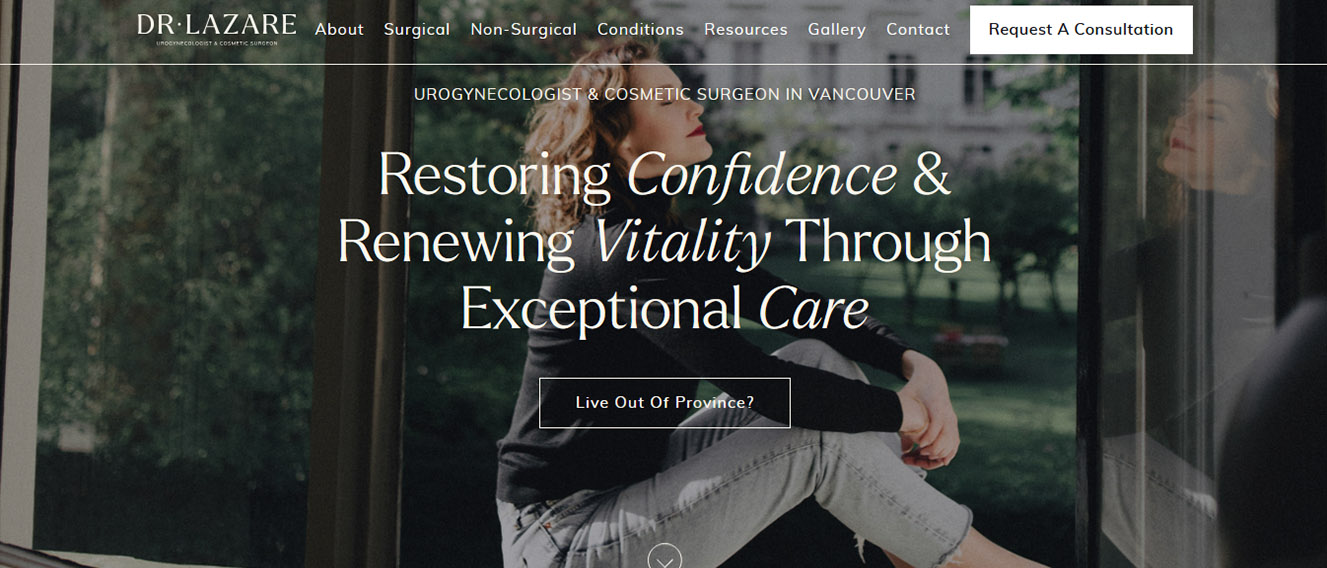 DR·LAZARE
UROGYNECOLOGIST & COSMETIC SURGEON
About Surgical Non-Surgical Conditions Resources Gallery Contact Request A Consultation
UROGYNECOLOGIST & COSMETIC SURGEON IN VANCOUVER
Restoring Confidence &
Renewing Vitality Through
Exceptional Care
Live Out Of Province?